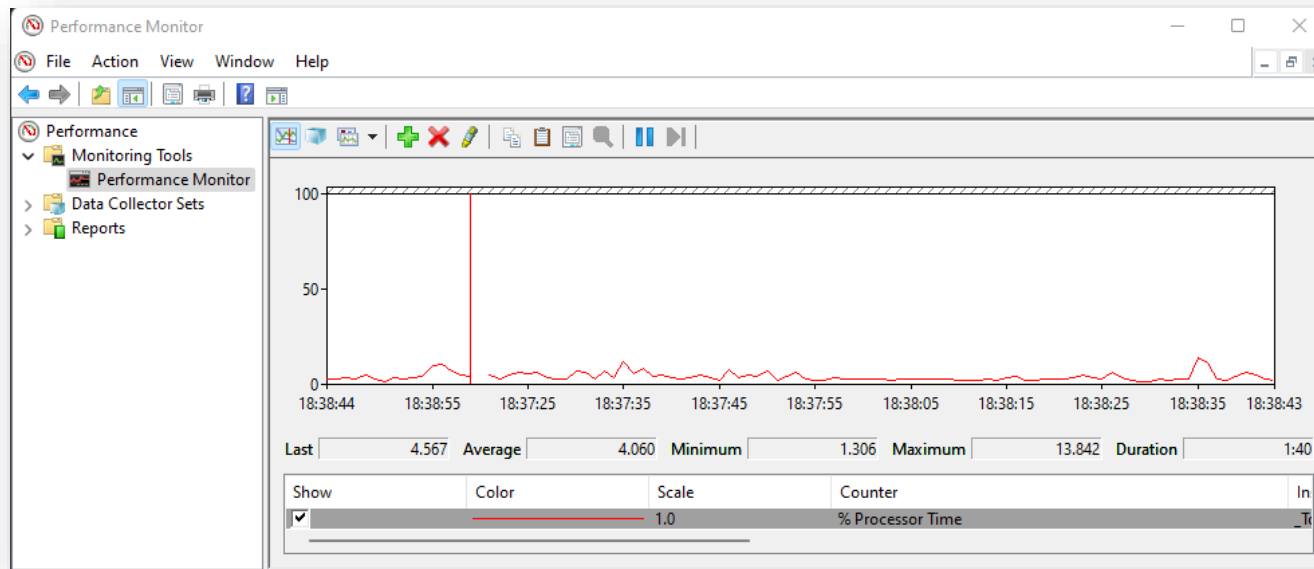 Performance Monitor
File Action View Window Help
Performance
Monitoring Tools
Performance Monitor
Data Collector Sets
Reports
100
50
0
18:38:44 18:38:55 18:37:25 18:37:35 18:37:45 18:37:55 18:38:05 18:38:15 18:38:25 18:38:35 18:38:43
Last 4.567 Average 4.060 Minimum 1.306 Maximum 13.842 Duration 1:40
Show Color Scale Counter In
1.0 % Processor Time